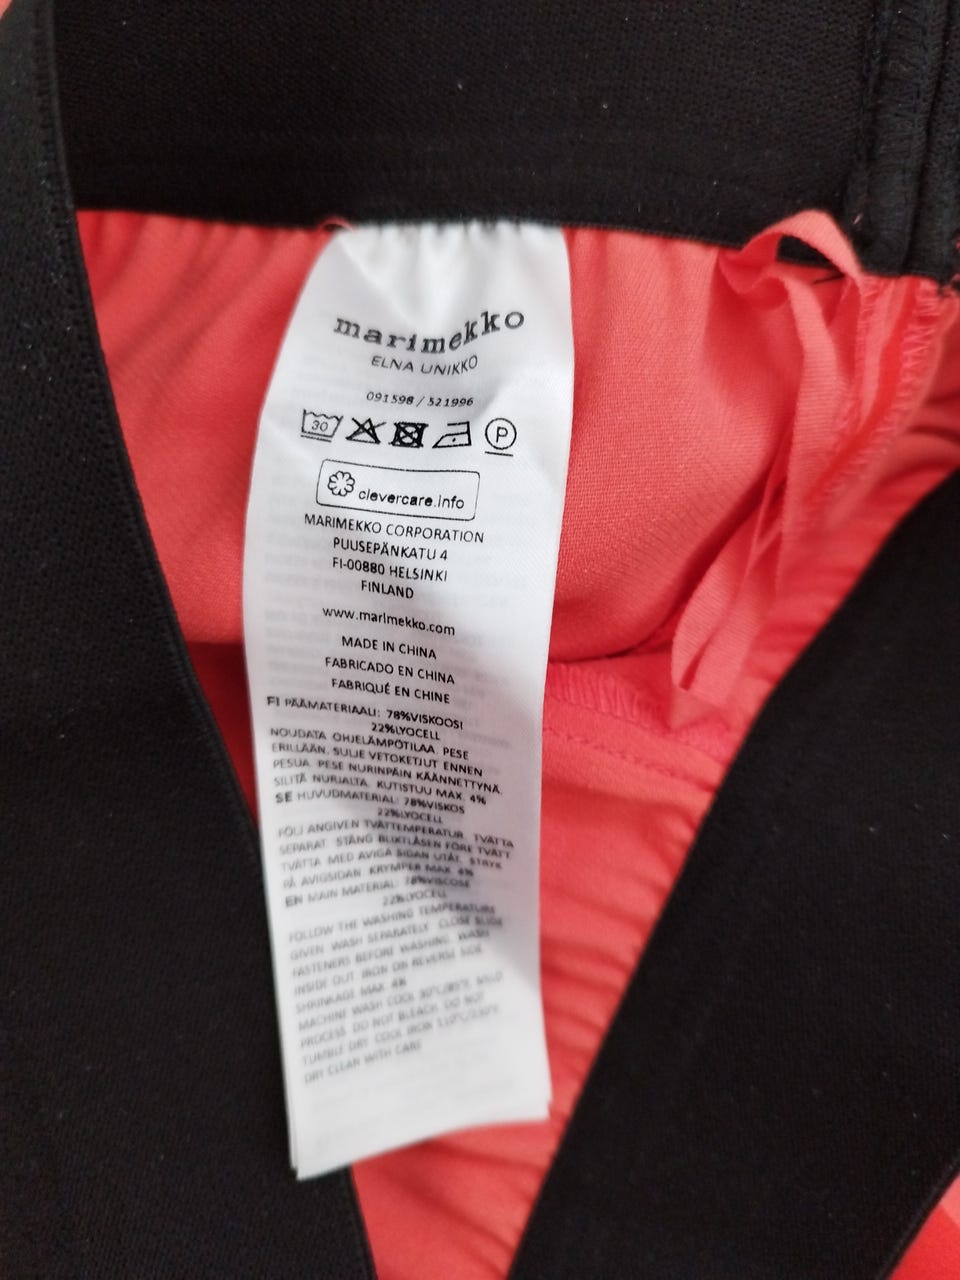 marimekko
ELNA UNIKKO
091598 / 521996
30 P
clevercare.info
MARIMEKKO CORPORATION
PUUSEPÄNKATU 4
FI-00880 HELSINKI
FINLAND
www.marimekko.com
MADE IN CHINA
FABRICADO EN CHINA
FABRIQUÉ EN CHINE
FI PÄÄMATERIAALI: 78%VISKOOSI
22%LYOCELL
NOUDATA OHJELÄMPÖTILAA. PESE
ERILLÄÄN. SULJE VETOKETJUT ENNEN
PESUA. PESE NURINPÄIN KÄÄNNETTYNÄ.
SILITÄ NURJALTA. KUTISTUU MAX. 4%
SE HUVUDMATERIAL: 78%VISKOS
22%LYOCELL
FÖLJ ANGIVEN TVÄTTEMPERATUR. TVÄTTA
SEPARAT. STÄNG BLIXTLÅSEN FÖRE TVÄTT.
TVÄTTA MED AVIGA SIDAN UTÅT. STRYK
PÅ AVIGSIDAN. KRYMPER MAX. 4%
EN MAIN MATERIAL: 78%VISCOSE
22%LYOCELL
FOLLOW THE WASHING TEMPERATURE
GIVEN. WASH SEPARATELY. CLOSE SLIDE
FASTENERS BEFORE WASHING. WASH
INSIDE OUT. IRON ON REVERSE SIDE.
SHRINKAGE MAX. 4%
MACHINE WASH COOL 30°C/85°F, MILD
PROCESS. DO NOT BLEACH. DO NOT
TUMBLE DRY. COOL IRON 110°C/230°F.
DRY CLEAN WITH CARE